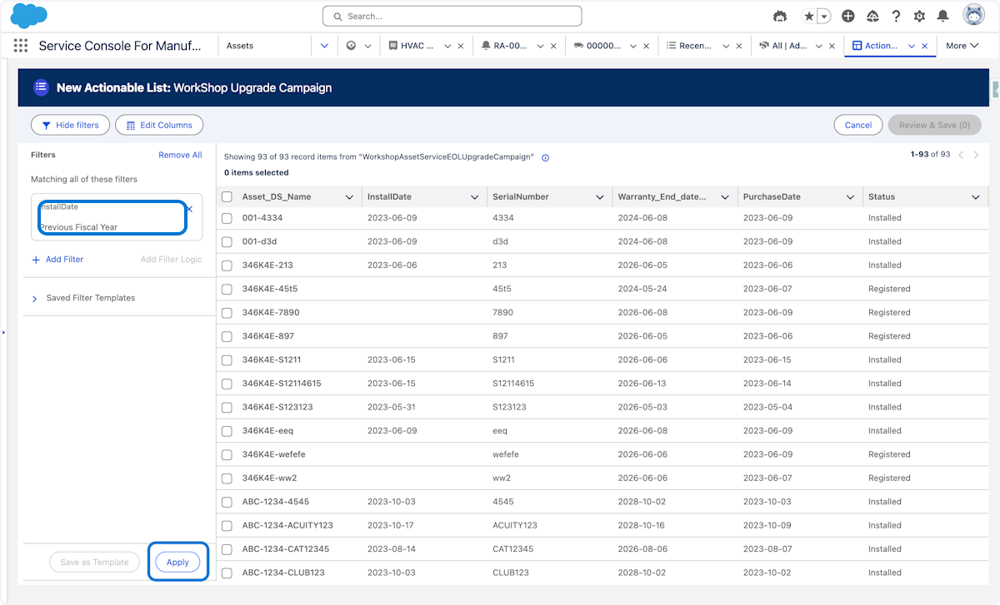 Search...
Service Console For Manuf... Assets HVAC ... RA-00... 00000... Recen... All | Ad... Action... More
New Actionable List: WorkShop Upgrade Campaign
Hide filters Edit Columns Cancel Review & Save (0)
Filters Remove All
Matching all of these filters
InstallDate
Previous Fiscal Year
Add Filter Add Filter Logic
Saved Filter Templates
Save as Template Apply
Showing 93 of 93 record items from "WorkshopAssetServiceEOLUpgradeCampaign" 1-93 of 93
0 items selected
Asset_DS_Name InstallDate SerialNumber Warranty_End_date... PurchaseDate Status
001-4334 2023-06-09 4334 2024-06-08 2023-06-09 Installed
001-d3d 2023-06-09 d3d 2024-06-08 2023-06-09 Installed
346K4E-213 2023-06-06 213 2026-06-05 2023-06-06 Installed
346K4E-45t5 45t5 2024-05-24 2023-06-07 Registered
346K4E-7890 7890 2026-06-08 2023-06-09 Registered
346K4E-897 897 2026-06-05 2023-06-06 Registered
346K4E-S1211 2023-06-15 S1211 2026-06-06 2023-06-15 Installed
346K4E-S12114615 2023-06-15 S12114615 2026-06-13 2023-06-14 Installed
346K4E-S123123 2023-05-31 S123123 2026-05-03 2023-05-04 Installed
346K4E-eeq 2023-06-09 eeq 2026-06-08 2023-06-09 Installed
346K4E-wefefe wefefe 2026-06-06 2023-06-09 Registered
346K4E-ww2 ww2 2026-06-06 2023-06-07 Registered
ABC-1234-4545 2023-10-03 4545 2028-10-02 2023-10-03 Installed
ABC-1234-ACUITY123 2023-10-17 ACUITY123 2028-10-16 2023-10-09 Installed
ABC-1234-CAT12345 2023-08-14 CAT12345 2026-08-06 2023-08-07 Installed
ABC-1234-CLUB123 2023-10-03 CLUB123 2028-10-02 2023-10-02 Installed